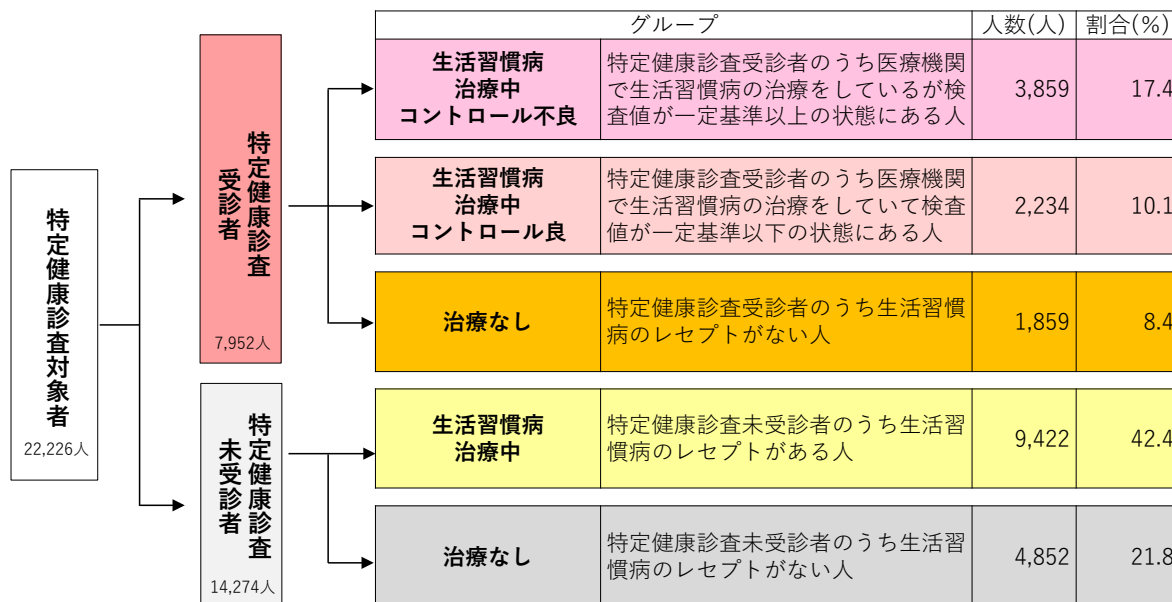 グループ 人数(人) 割合(%)
生活習慣病
治療中
コントロール不良
特定健康診査受診者のうち医療機関
で生活習慣病の治療をしているが検
査値が一定基準以上の状態にある人
3,859 17.4
生活習慣病
治療中
コントロール良
特定健康診査受診者のうち医療機関
で生活習慣病の治療をしていて検査
値が一定基準以下の状態にある人
2,234 10.1
治療なし
特定健康診査受診者のうち生活習慣
病のレセプトがない人
1,859 8.4
生活習慣病
治療中
特定健康診査未受診者のうち生活習
慣病のレセプトがある人
9,422 42.4
治療なし
特定健康診査未受診者のうち生活習
慣病のレセプトがない人
4,852 21.8
特定健康診査対象者
22,226人
特定健康診査
受診者
7,952人
特定健康診査
未受診者
14,274人